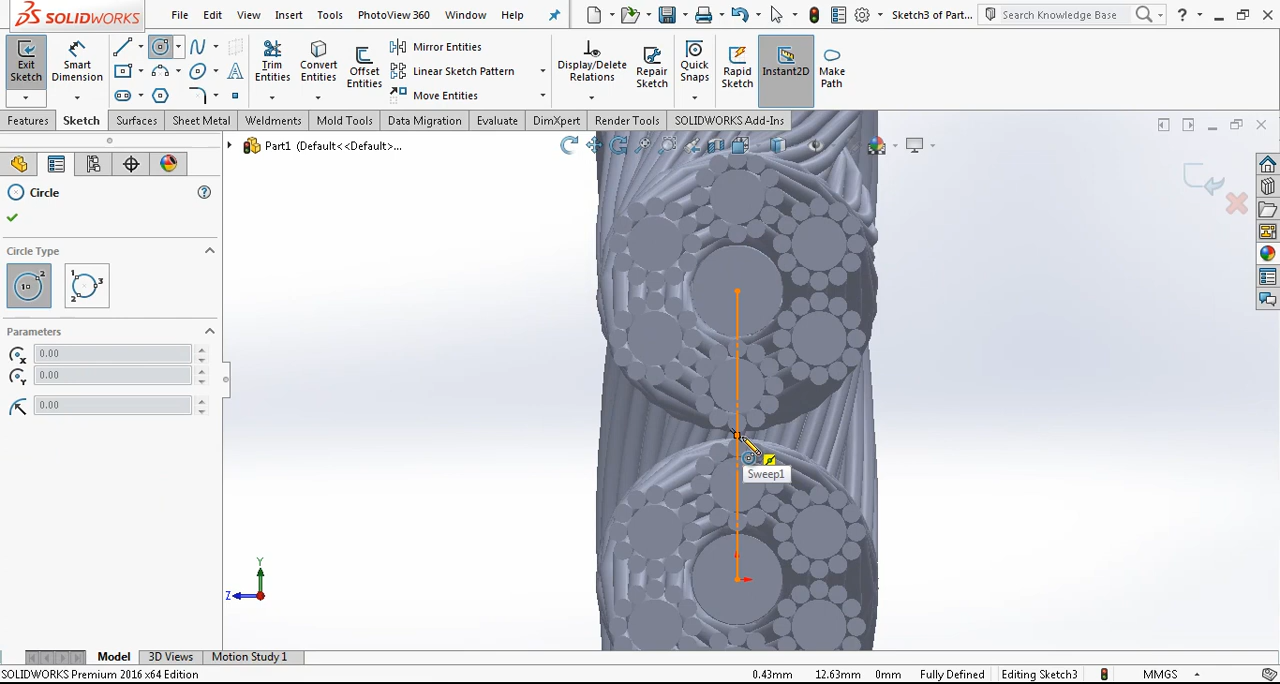 SOLIDWORKS File Edit View Insert Tools PhotoView 360 Window Help Sketch3 of Part... Search Knowledge Base ?
Exit Sketch
Smart Dimension
Trim Entities
Convert Entities
Offset Entities
Mirror Entities
Linear Sketch Pattern
Move Entities
Display/Delete Relations
Repair Sketch
Quick Snaps
Rapid Sketch
Instant2D
Make Path
Features Sketch Surfaces Sheet Metal Weldments Mold Tools Data Migration Evaluate DimXpert Render Tools SOLIDWORKS Add-Ins
Part1 (Default<<Default>...
Circle
Circle Type
Parameters
0.00
0.00
0.00
Sweep1
Y
Z
Model 3D Views Motion Study 1
SOLIDWORKS Premium 2016 x64 Edition 0.43mm 12.63mm 0mm Fully Defined Editing Sketch3 MMGS